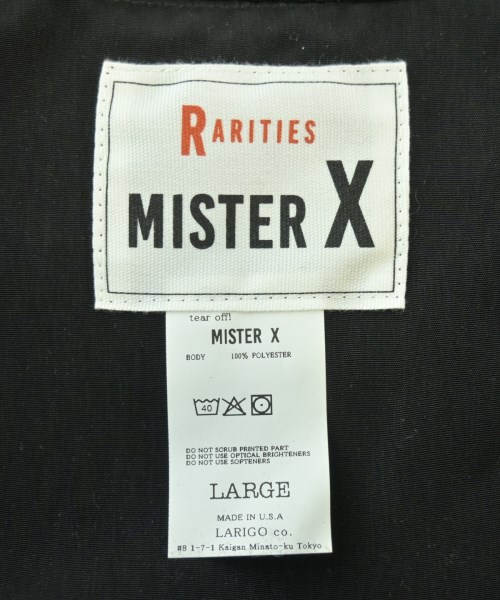 RARITIES
MISTER X
tear off!
MISTER X
BODY 100% POLYESTER
40
DO NOT SCRUB PRINTED PART
DO NOT USE OPTICAL BRIGHTENERS
DO NOT USE SOFTENERS
LARGE
MADE IN U.S.A
LARIGO co.
#8 1-7-1 Kaigan Minato-ku Tokyo